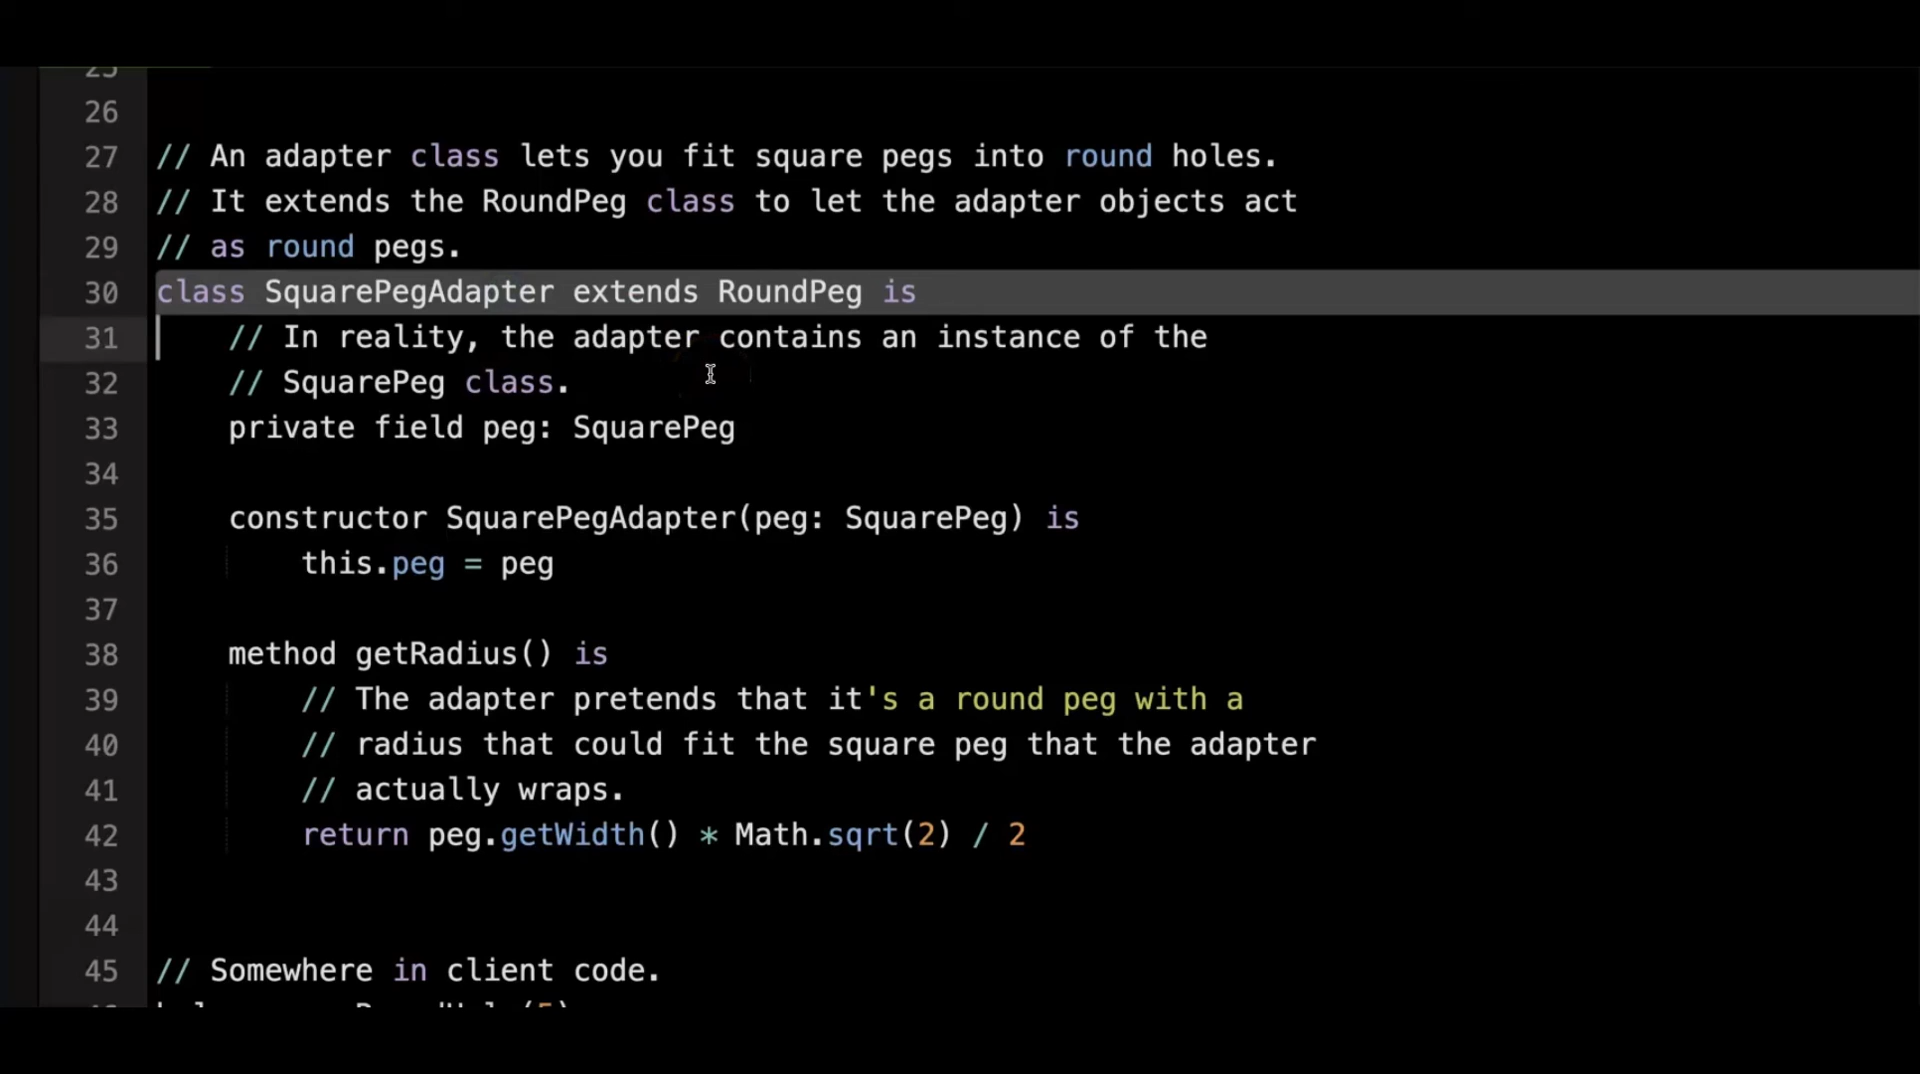 25
26
27 // An adapter class lets you fit square pegs into round holes.
28 // It extends the RoundPeg class to let the adapter objects act
29 // as round pegs.
30 class SquarePegAdapter extends RoundPeg is
31     // In reality, the adapter contains an instance of the
32     // SquarePeg class.
33     private field peg: SquarePeg
34
35     constructor SquarePegAdapter(peg: SquarePeg) is
36         this.peg = peg
37
38     method getRadius() is
39         // The adapter pretends that it's a round peg with a
40         // radius that could fit the square peg that the adapter
41         // actually wraps.
42         return peg.getWidth() * Math.sqrt(2) / 2
43
44
45 // Somewhere in client code.